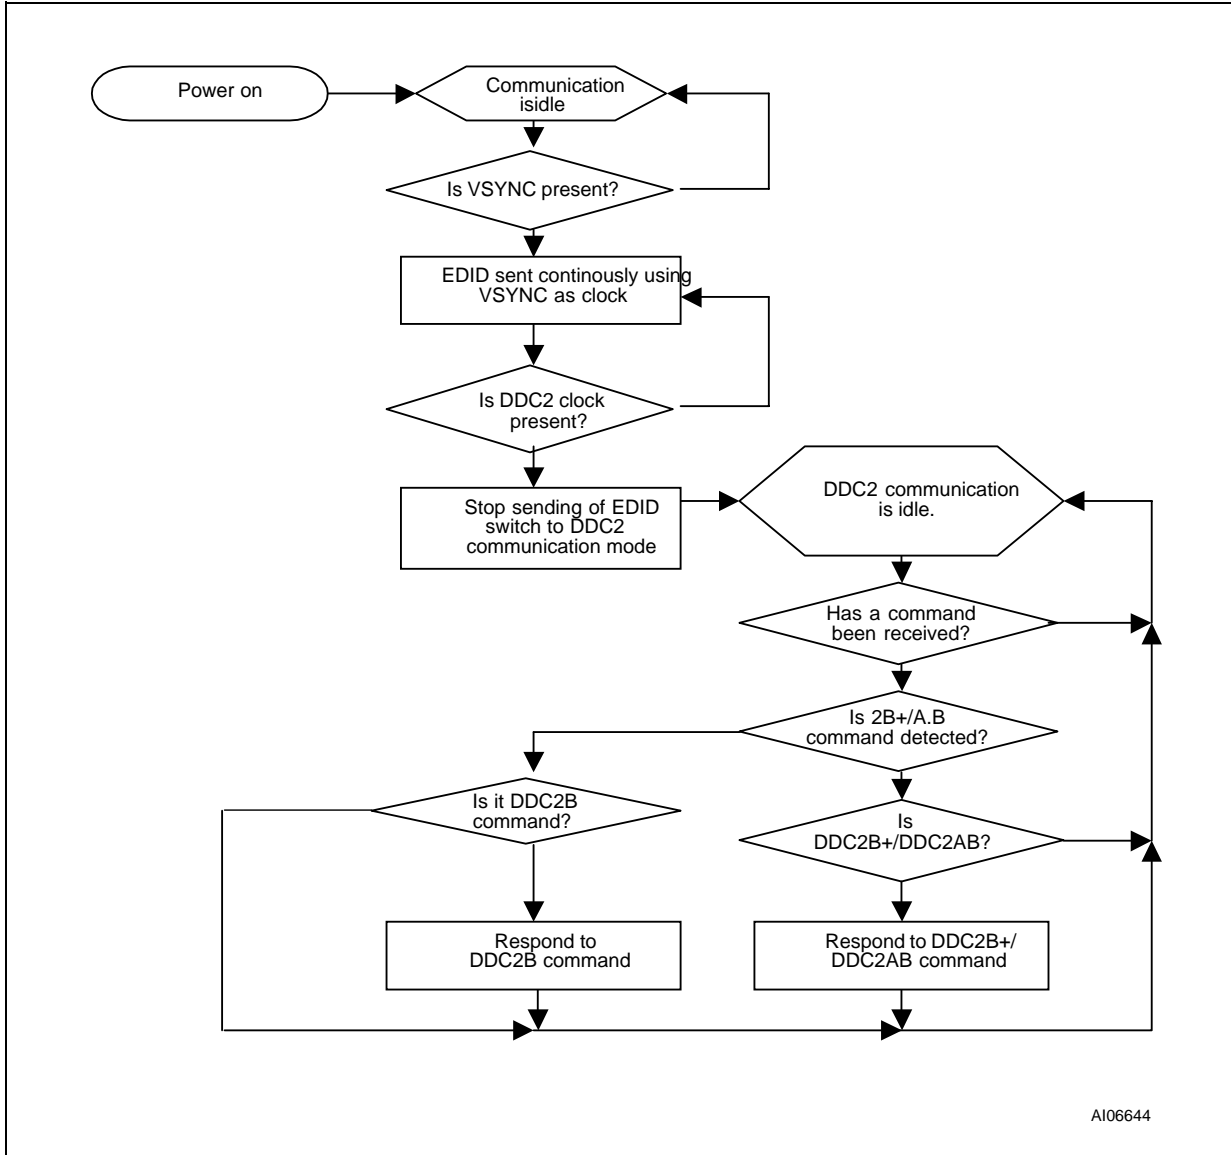 Power on
Communication
isidle
Is VSYNC present?
EDID sent continously using
VSYNC as clock
Is DDC2 clock
present?
Stop sending of EDID
switch to DDC2
communication mode
DDC2 communication
is idle.
Has a command
been received?
Is 2B+/A.B
command detected?
Is it DDC2B
command?
Is
DDC2B+/DDC2AB?
Respond to
DDC2B command
Respond to DDC2B+/
DDC2AB command
AI06644